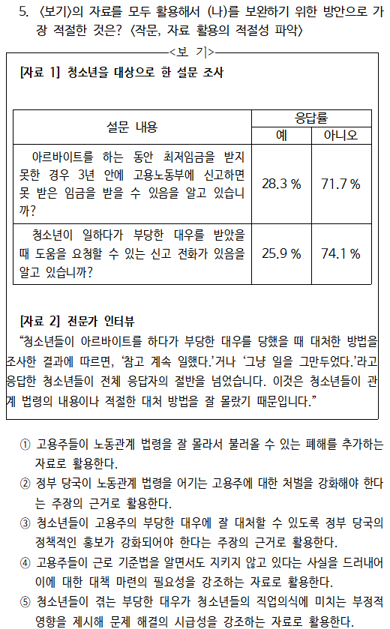 5. <보기>의 자료를 모두 활용해서 (나)를 보완하기 위한 방안으로 가
장 적절한 것은? <작문, 자료 활용의 적절성 파악>
<보 기>
[자료 1] 청소년을 대상으로 한 설문 조사
설문 내용
응답률
예
아니오
아르바이트를 하는 동안 최저임금을 받지
못한 경우 3년 안에 고용노동부에 신고하면
못 받은 임금을 받을 수 있음을 알고 있습니
까?
28.3 %
71.7 %
청소년이 일하다가 부당한 대우를 받았을
때 도움을 요청할 수 있는 신고 전화가 있음을
알고 있습니까?
25.9 %
74.1 %
[자료 2] 전문가 인터뷰
“청소년들이 아르바이트를 하다가 부당한 대우를 당했을 때 대처한 방법을
조사한 결과에 따르면, ‘참고 계속 일했다.’거나 ‘그냥 일을 그만두었다.’라고
응답한 청소년들이 전체 응답자의 절반을 넘었습니다. 이것은 청소년들이 관
계 법령의 내용이나 적절한 대처 방법을 잘 몰랐기 때문입니다.”
① 고용주들이 노동관계 법령을 잘 몰라서 불러올 수 있는 폐해를 추가하는
자료로 활용한다.
② 정부 당국이 노동관계 법령을 어기는 고용주에 대한 처벌을 강화해야 한다
는 주장의 근거로 활용한다.
③ 청소년들이 고용주의 부당한 대우에 잘 대처할 수 있도록 정부 당국의
정책적인 홍보가 강화되어야 한다는 주장의 근거로 활용한다.
④ 고용주들이 근로 기준법을 알면서도 지키지 않고 있다는 사실을 드러내어
이에 대한 대책 마련의 필요성을 강조하는 자료로 활용한다.
⑤ 청소년들이 겪는 부당한 대우가 청소년들의 직업의식에 미치는 부정적
영향을 제시해 문제 해결의 시급성을 강조하는 자료로 활용한다.